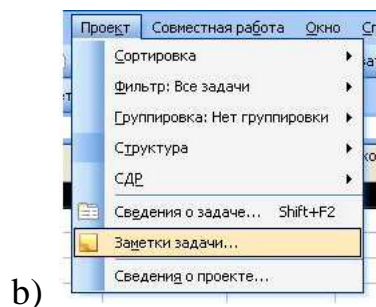 Проект Совместная работа Окно
Сортировка
Фильтр: Все задачи
Группировка: Нет группировки
Структура
СДР
Сведения о задаче... Shift+F2
Заметки задачи...
Сведения о проекте...
b)